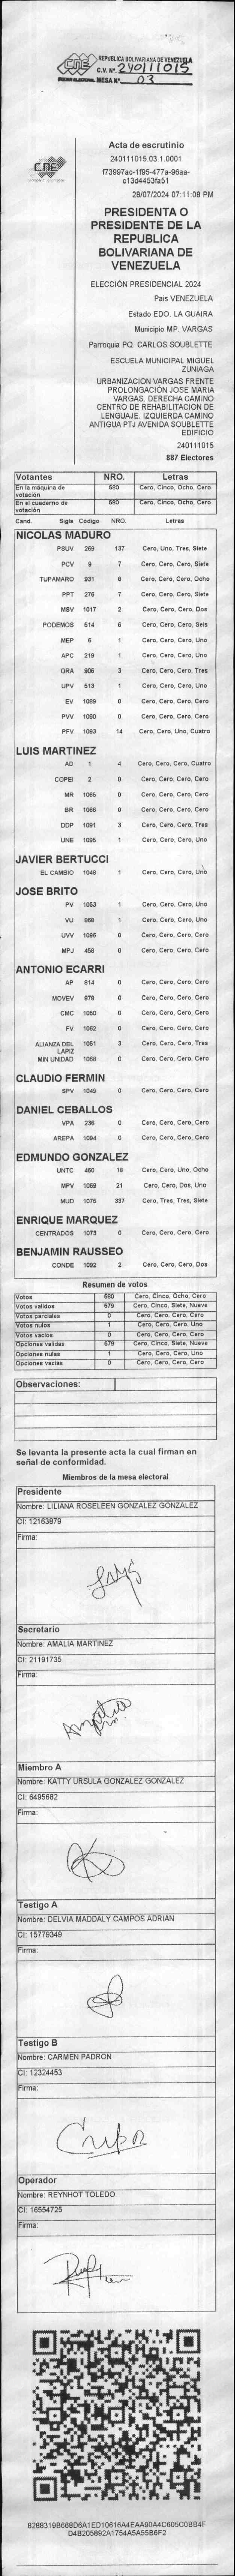 REPUBLICA BOLIVARIANA DE VENEZUELA
C.V. N° 240111015
PODER ELECTORAL MESA N° 03
CNE
Acta de escrutinio
240111015.03.1.0001
28/07/2024 07:11:08 PM
PRESIDENTA O
PRESIDENTE DE LA
REPUBLICA
BOLIVARIANA DE
VENEZUELA
ELECCIÓN PRESIDENCIAL 2024
Pais VENEZUELA
Estado EDO. LA GUAIRA
Municipio MP. VARGAS
Parroquia PQ. CARLOS SOUBLETTE
ESCUELA MUNICIPAL MIGUEL
ZUNIAGA
URBANIZACION VARGAS FRENTE
PROLONGACIÓN JOSE MARIA
VARGAS. DERECHA CAMINO
CENTRO DE REHABILITACION DE
LENGUAJE. IZQUIERDA CAMINO
ANTIGUA PTJ AVENIDA SOUBLETTE
EDIFICIO
240111015
887 Electores
Votantes NRO. Letras
En la máquina de votación 580 Cero, Cinco, Ocho, Cero
En el cuaderno de votación 580 Cero, Cinco, Ocho, Cero
Cand. Sigla Código NRO. Letras
NICOLAS MADURO
PSUV 269 137 Cero, Uno, Tres, Siete
PCV 9 7 Cero, Cero, Cero, Siete
TUPAMARO 931 8 Cero, Cero, Cero, Ocho
PPT 276 7 Cero, Cero, Cero, Siete
MSV 1017 2 Cero, Cero, Cero, Dos
PODEMOS 514 6 Cero, Cero, Cero, Seis
MEP 6 1 Cero, Cero, Cero, Uno
APC 219 1 Cero, Cero, Cero, Uno
ORA 906 3 Cero, Cero, Cero, Tres
UPV 513 1 Cero, Cero, Cero, Uno
EV 1089 0 Cero, Cero, Cero, Cero
PVV 1090 0 Cero, Cero, Cero, Cero
PFV 1093 14 Cero, Cero, Uno, Cuatro
LUIS MARTINEZ
AD 1 4 Cero, Cero, Cero, Cuatro
COPEI 2 0 Cero, Cero, Cero, Cero
MR 1065 0 Cero, Cero, Cero, Cero
BR 1066 0 Cero, Cero, Cero, Cero
DDP 1091 3 Cero, Cero, Cero, Tres
UNE 1095 1 Cero, Cero, Cero, Uno
JAVIER BERTUCCI
EL CAMBIO 1048 1 Cero, Cero, Cero, Uno
JOSE BRITO
PV 1053 1 Cero, Cero, Cero, Uno
VU 969 1 Cero, Cero, Cero, Uno
UVV 1096 0 Cero, Cero, Cero, Cero
MPJ 458 0 Cero, Cero, Cero, Cero
ANTONIO ECARRI
AP 814 0 Cero, Cero, Cero, Cero
MOVEV 978 0 Cero, Cero, Cero, Cero
CMC 1050 0 Cero, Cero, Cero, Cero
FV 1062 0 Cero, Cero, Cero, Cero
ALIANZA DEL LAPIZ 1051 3 Cero, Cero, Cero, Tres
MIN UNIDAD 1088 0 Cero, Cero, Cero, Cero
CLAUDIO FERMIN
SPV 1049 0 Cero, Cero, Cero, Cero
DANIEL CEBALLOS
VPA 236 0 Cero, Cero, Cero, Cero
AREPA 1094 0 Cero, Cero, Cero, Cero
EDMUNDO GONZALEZ
UNTC 460 18 Cero, Cero, Uno, Ocho
MPV 1069 21 Cero, Cero, Dos, Uno
MUD 1075 337 Cero, Tres, Tres, Siete
ENRIQUE MARQUEZ
CENTRADOS 1073 0 Cero, Cero, Cero, Cero
BENJAMIN RAUSSEO
CONDE 1092 2 Cero, Cero, Cero, Dos
Resumen de votos
Votos 580 Cero, Cinco, Ocho, Cero
Votos validos 579 Cero, Cinco, Siete, Nueve
Votos parciales 0 Cero, Cero, Cero, Cero
Votos nulos 1 Cero, Cero, Cero, Uno
Votos vacios 0 Cero, Cero, Cero, Cero
Opciones validas 579 Cero, Cinco, Siete, Nueve
Opciones nulas 1 Cero, Cero, Cero, Uno
Opciones vacias 0 Cero, Cero, Cero, Cero
Observaciones:
Se levanta la presente acta la cual firman en
señal de conformidad.
Miembros de la mesa electoral
Presidente
Nombre: LILIANA ROSELEEN GONZALEZ GONZALEZ
CI: 12163879
Firma:
Secretario
Nombre: AMALIA MARTINEZ
CI: 21191735
Firma:
Miembro A
Nombre: KATTY URSULA GONZALEZ GONZALEZ
CI: 6495682
Firma:
Testigo A
Nombre: DELVIA MADDALY CAMPOS ADRIAN
CI: 15779349
Firma:
Testigo B
Nombre: CARMEN PADRON
CI: 12324453
Firma:
Operador
Nombre: REYNHOT TOLEDO
CI: 16554725
Firma: